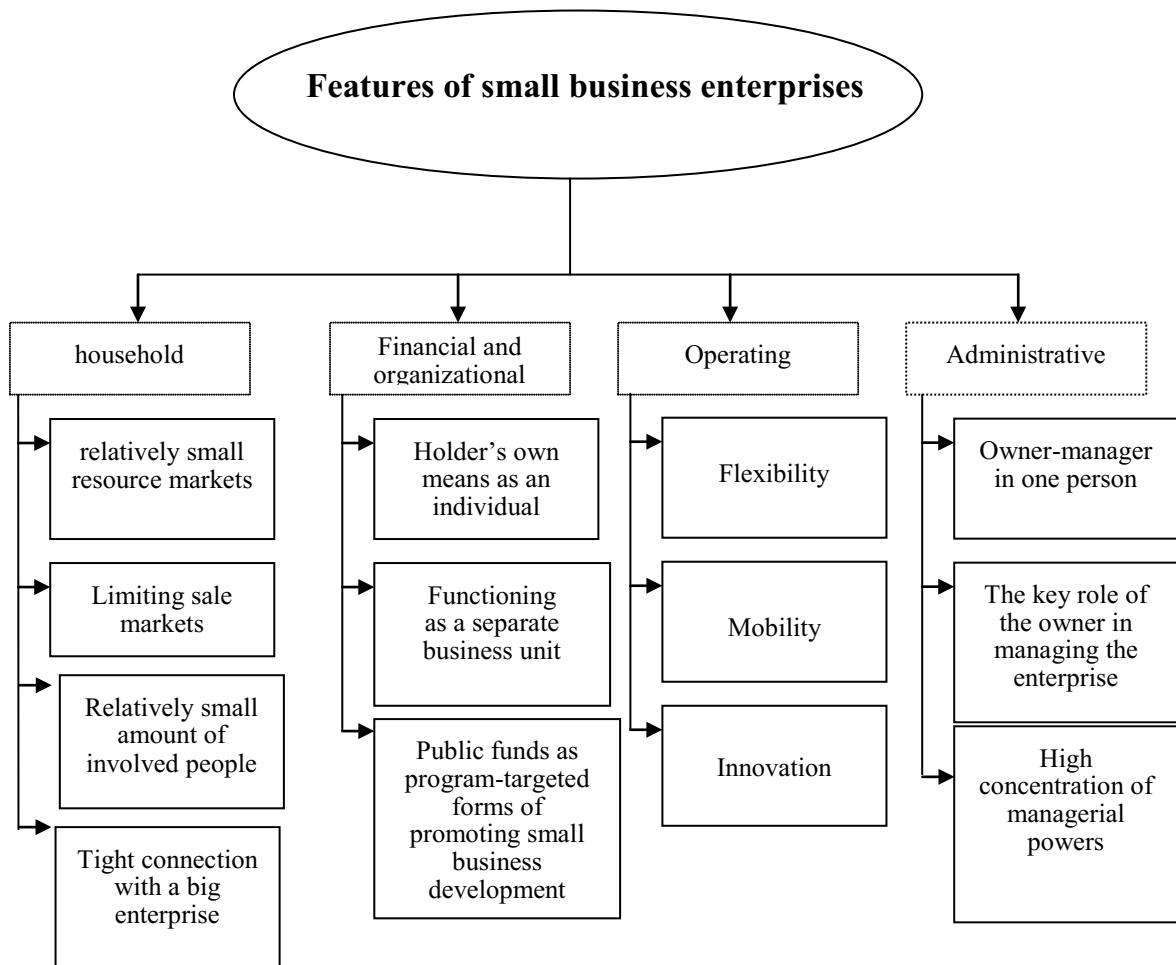 Features of small business enterprises
household
Financial and
organizational
Operating
Administrative
relatively small
resource markets
Limiting sale
markets
Relatively small
amount of
involved people
Tight connection
with a big
enterprise
Holder’s own
means as an
individual
Functioning
as a separate
business unit
Public funds as
program-targeted
forms of
promoting small
business
development
Flexibility
Mobility
Innovation
Owner-manager
in one person
The key role of
the owner in
managing the
enterprise
High
concentration of
managerial
powers